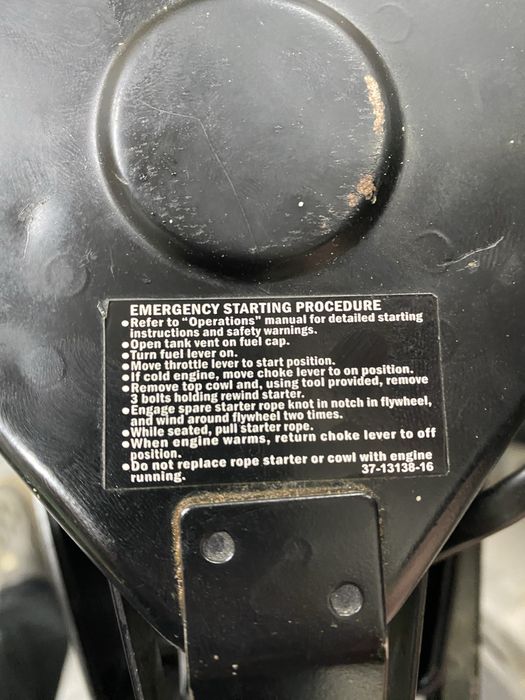 EMERGENCY STARTING PROCEDURE
•Refer to "Operations" manual for detailed starting
instructions and safety warnings.
•Open tank vent on fuel cap.
•Turn fuel lever on.
•Move throttle lever to start position.
•If cold engine, move choke lever to on position.
•Remove top cowl and, using tool provided, remove
3 bolts holding rewind starter.
•Engage spare starter rope knot in notch in flywheel,
and wind around flywheel two times.
•While seated, pull starter rope.
•When engine warms, return choke lever to off
position.
•Do not replace rope starter or cowl with engine
running. 37-13138-16